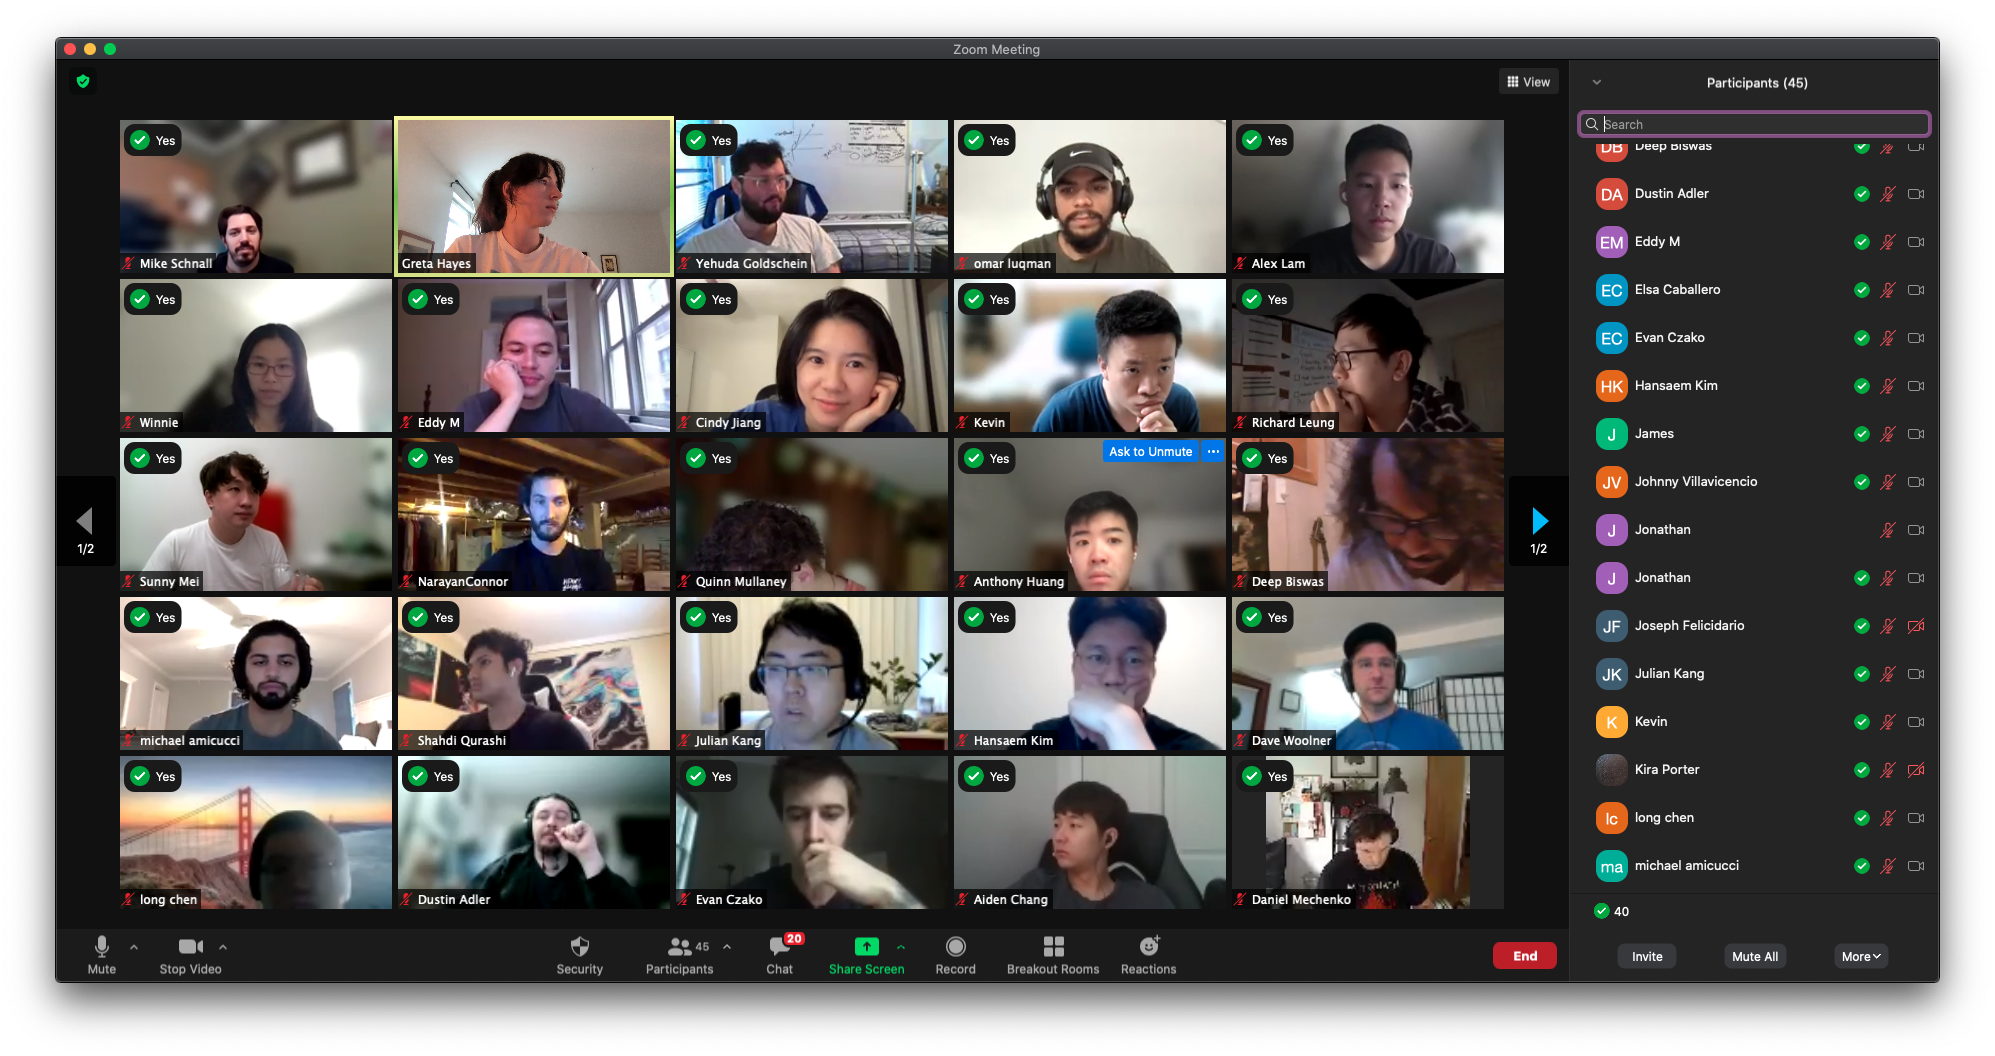 Zoom Meeting
View
Yes
Mike Schnall
Greta Hayes
Yes
Yehuda Goldschein
Yes
omar luqman
Yes
Alex Lam
Yes
Winnie
Yes
Eddy M
Yes
Cindy Jiang
Yes
Kevin
Yes
Richard Leung
Yes
Sunny Mei
Yes
NarayanConnor
Yes
Quinn Mullaney
Yes
Ask to Unmute ...
Anthony Huang
Yes
Deep Biswas
1/2
1/2
Yes
michael amicucci
Yes
Shahdi Qurashi
Yes
Julian Kang
Yes
Hansaem Kim
Yes
Dave Woolner
Yes
long chen
Yes
Dustin Adler
Yes
Evan Czako
Yes
Aiden Chang
Yes
Daniel Mechenko
Mute
Stop Video
Security
45
Participants
20
Chat
Share Screen
Record
Breakout Rooms
Reactions
End
Participants (45)
Search
DB Deep Biswas
DA Dustin Adler
EM Eddy M
EC Elsa Caballero
EC Evan Czako
HK Hansaem Kim
J James
JV Johnny Villavicencio
J Jonathan
J Jonathan
JF Joseph Felicidario
JK Julian Kang
K Kevin
Kira Porter
lc long chen
ma michael amicucci
40
Invite
Mute All
More